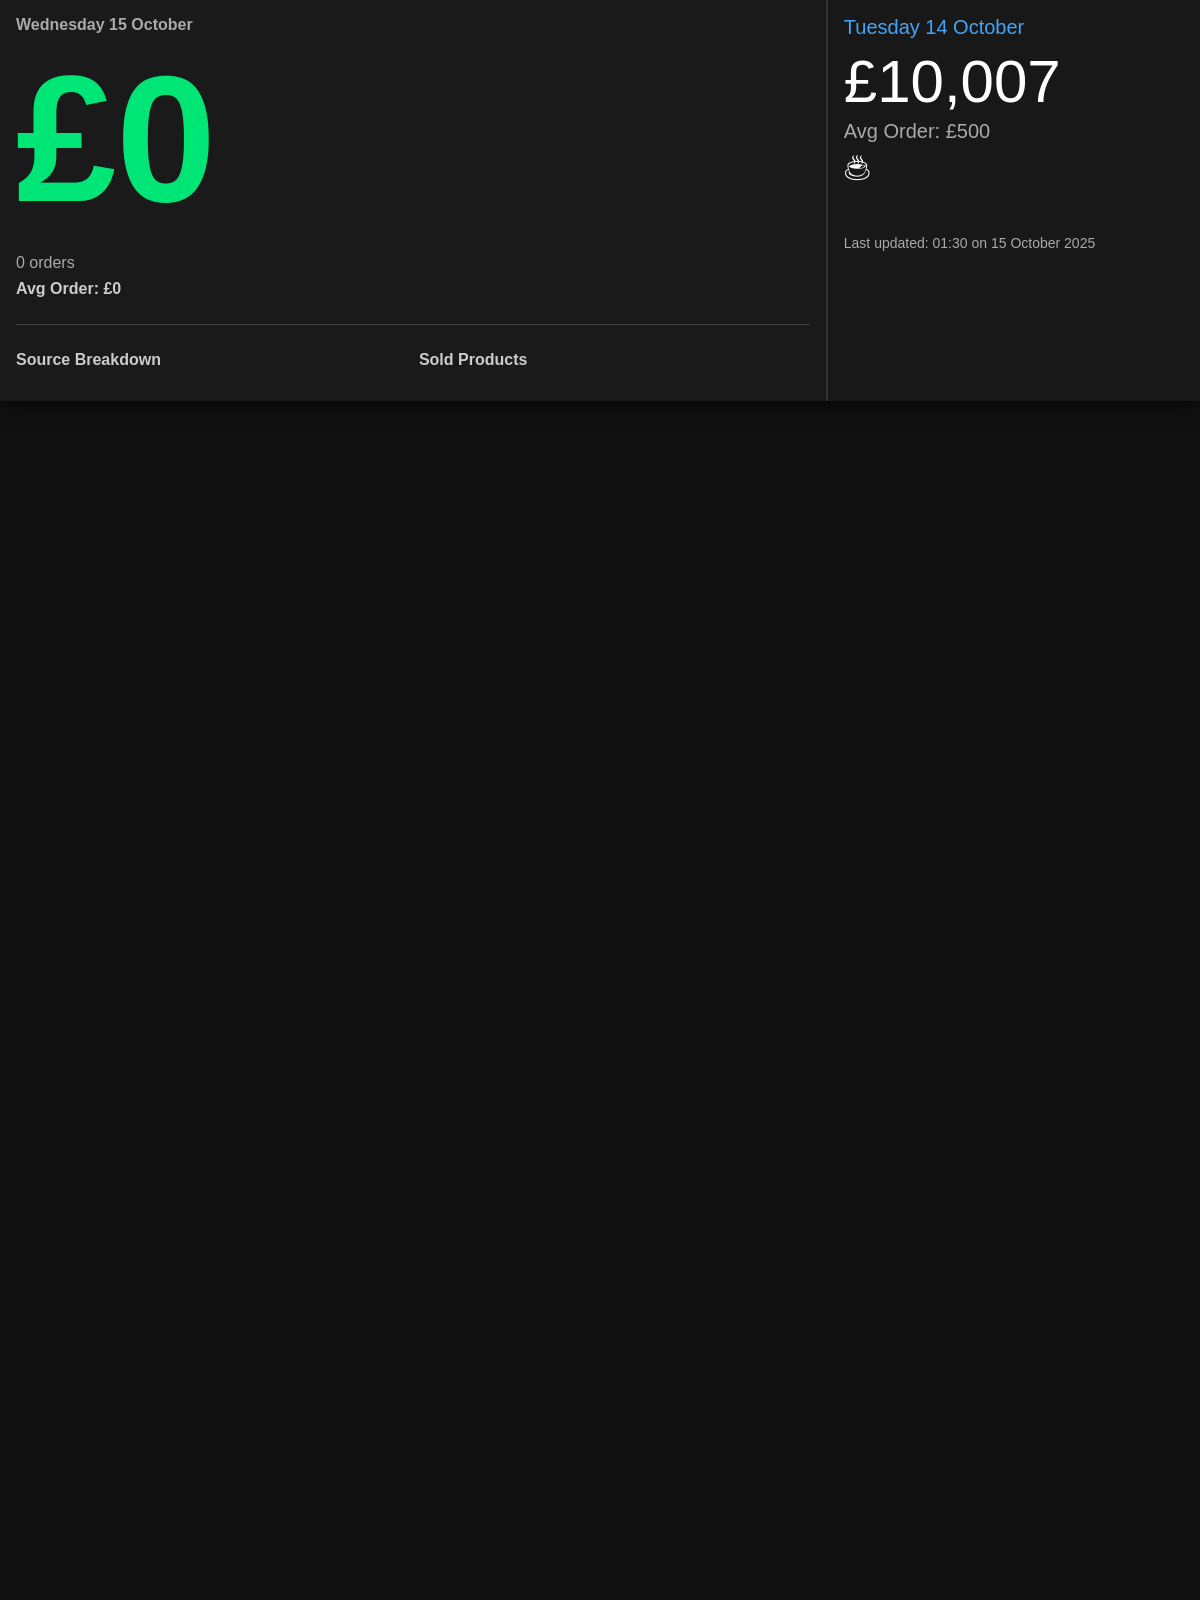 Wednesday 15 October
£0
0 orders
Avg Order: £0
Source Breakdown
Sold Products
Tuesday 14 October
£10,007
Avg Order: £500
☕
Last updated: 01:30 on 15 October 2025